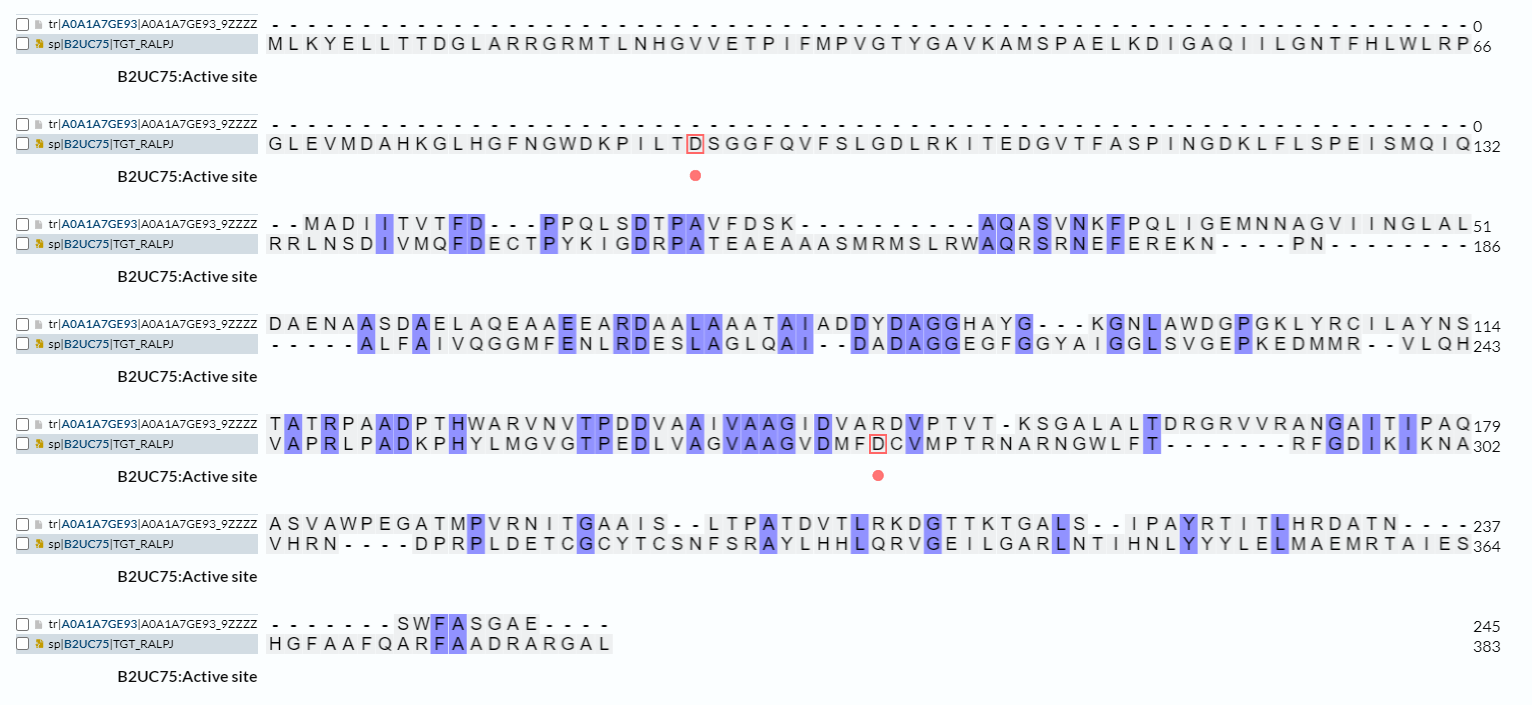 tr|A0A1A7GE93|A0A1A7GE93_9ZZZZ ------------------------------------------------------------------ 0
sp|B2UC75|TGT_RALPJ MLKYELLTTDGLARRGRMTLNHGVVETPIFMPVGTYGAVKAMSPAELKDIGAQIILGNTFHLWLRP 66
B2UC75:Active site
tr|A0A1A7GE93|A0A1A7GE93_9ZZZZ ------------------------------------------------------------------ 0
sp|B2UC75|TGT_RALPJ GLEVMDAHKGLHGFNGWDKPILTDSGGFQVFSLGDLRKITEDGVTFASPINGDKLFLSPEISMQIQ 132
B2UC75:Active site
tr|A0A1A7GE93|A0A1A7GE93_9ZZZZ --MADIITVTFD---PPQLSDTPAVFDSK----------AQASVNKFPQLIGEMNNAGVIINGLAL 51
sp|B2UC75|TGT_RALPJ RRLNSDIVMQFDECTPYKIGDRPATEAEAAASMRMSLRWAQRSRNEFEREKN----PN-------- 186
B2UC75:Active site
tr|A0A1A7GE93|A0A1A7GE93_9ZZZZ DAENAASDAELAQEAAEEARDAALAAATAIADDYDAGGHAYG---KGNLAWDGPGKLYRCILAYNS 114
sp|B2UC75|TGT_RALPJ -----ALFAIVQGGMFENLRDESLAGLQAI--DADAGGEGFGGYAIGGLSVGEPKEDMMR--VLQH 243
B2UC75:Active site
tr|A0A1A7GE93|A0A1A7GE93_9ZZZZ TATRPAADPTHWARVNVTPDDVAAIVAAGIDVARDVPTVT-KSGALALTDRGRVVRANGAITIPAQ 179
sp|B2UC75|TGT_RALPJ VAPRLPADKPHYLMGVGTPEDLVAGVAAGVDMFDCVMPTRNARNGWLFT-------RFGDIKIKNA 302
B2UC75:Active site
tr|A0A1A7GE93|A0A1A7GE93_9ZZZZ ASVAWPEGATMPVRNITGAAIS--LTPATDVTLRKDGTTKTGALS--IPAYRTITLHRDATN---- 237
sp|B2UC75|TGT_RALPJ VHRN----DPRPLDETCGCYTCSNFSRAYLHHLQRVGEILGARLNTIHNLYYYLELMAEMRTAIES 364
B2UC75:Active site
tr|A0A1A7GE93|A0A1A7GE93_9ZZZZ -------SWFASGAE---- 245
sp|B2UC75|TGT_RALPJ HGFAAFQARFAADRARGAL 383
B2UC75:Active site